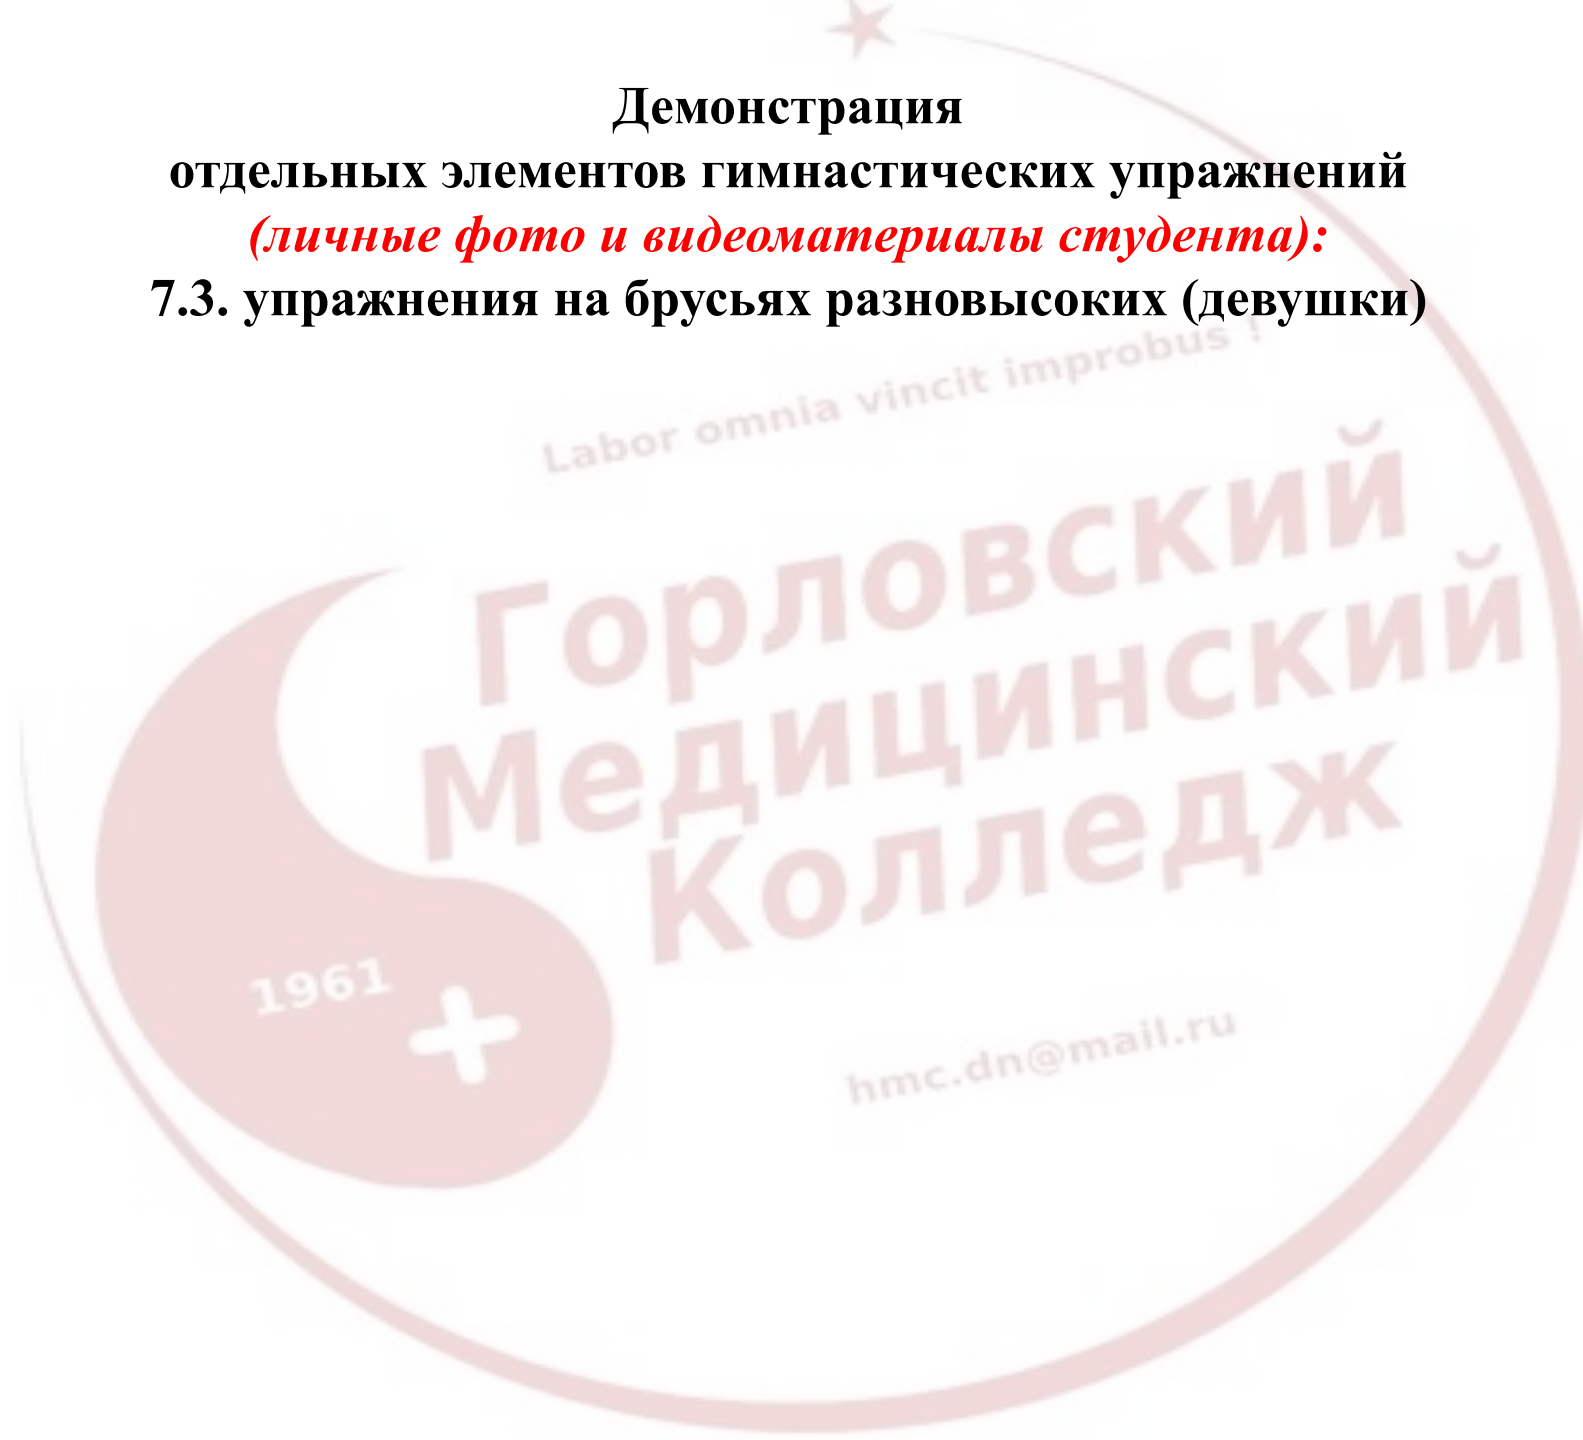 Демонстрация
отдельных элементов гимнастических упражнений
(личные фото и видеоматериалы студента):
7.3. упражнения на брусьях разновысоких (девушки)
Labor omnia vincit improbus !
Горловский
Медицинский
Колледж
1961
hmc.dn@mail.ru